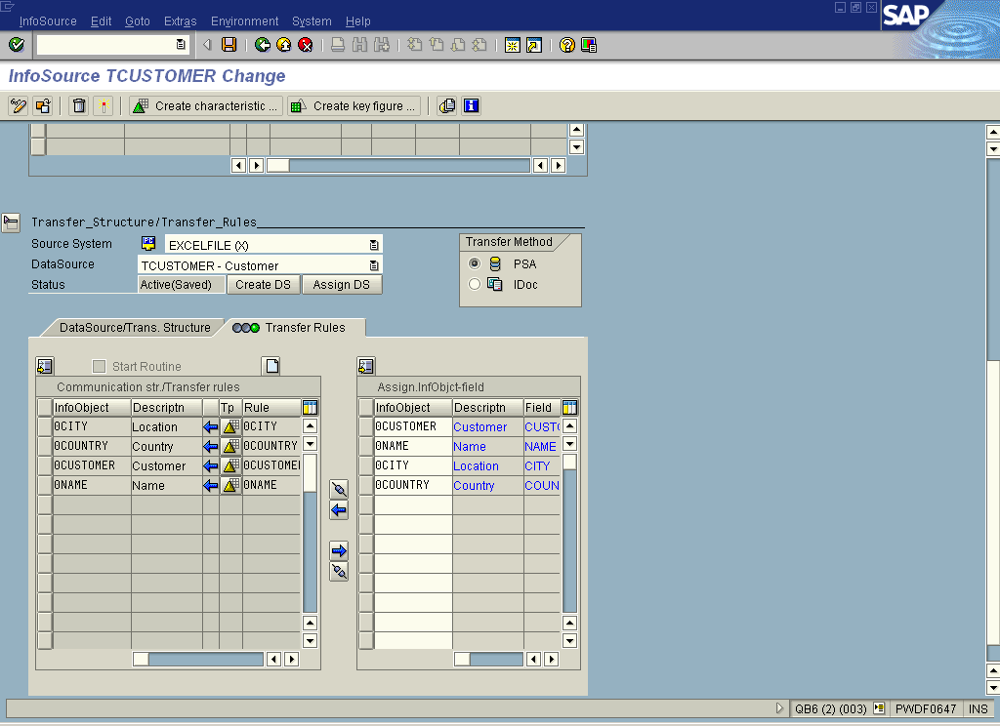 InfoSource Edit Goto Extras Environment System Help
SAP
InfoSource TCUSTOMER Change
Create characteristic ... Create key figure ...
Transfer_Structure/Transfer_Rules
Source System EXCELFILE (X)
DataSource TCUSTOMER - Customer
Status Active(Saved) Create DS Assign DS
Transfer Method
PSA
IDoc
DataSource/Trans. Structure Transfer Rules
Start Routine
Communication str./Transfer rules
InfoObject Descriptn Tp Rule
0CITY Location 0CITY
0COUNTRY Country 0COUNTRY
0CUSTOMER Customer 0CUSTOME
0NAME Name 0NAME
Assign.InfObjct-field
InfoObject Descriptn Field
0CUSTOMER Customer CUST
0NAME Name NAME
0CITY Location CITY
0COUNTRY Country COUN
QB6 (2) (003) PWDF0647 INS